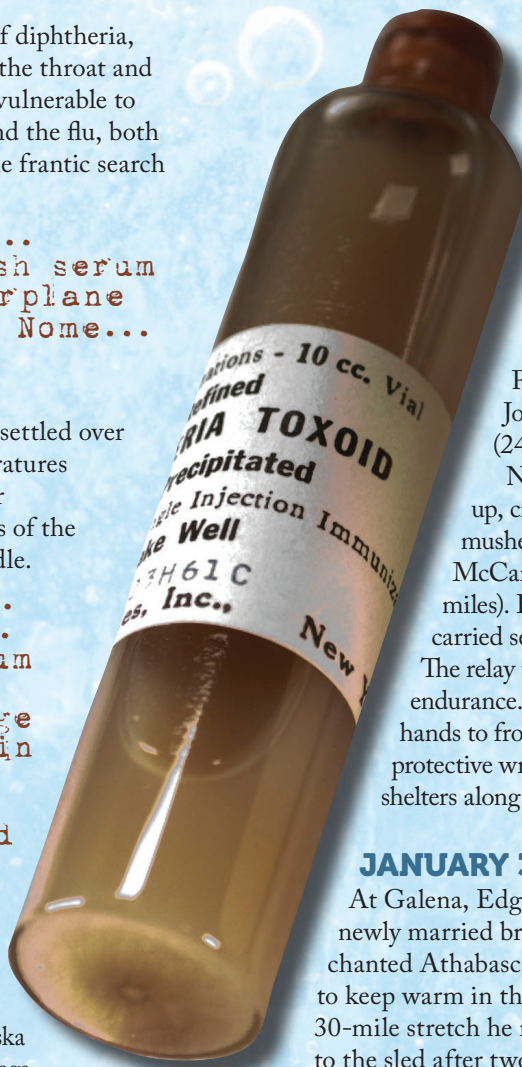 f diphtheria,
the throat and
vulnerable to
nd the flu, both
e frantic search
..
sh serum
rplane
Nome...
settled over
ratures
r
s of the
dle.
.
.
um
ge
in
d
ska
ations - 10 cc. Vial
efined
RIA TOXOID
recipitated
gle Injection Immuniz
ke Well
3H61C
es, Inc., New Y
Jo
(24
N
up, c
mushe
McCar
miles).
carried se
The relay
endurance.
hands to fro
protective wr
shelters along
JANUARY
At Galena, Edg
newly married br
chanted Athabasc
to keep warm in th
30-mile stretch he r
to the sled after two